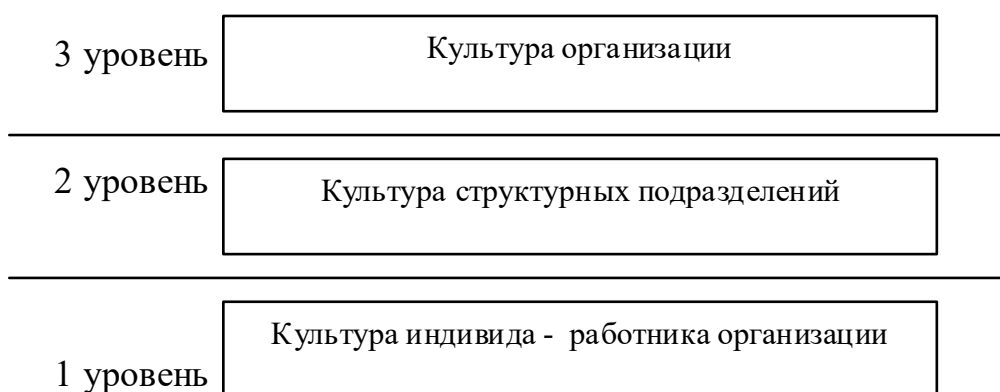 3 уровень
Культура организации
2 уровень
Культура структурных подразделений
Культура индивида - работника организации
1 уровень